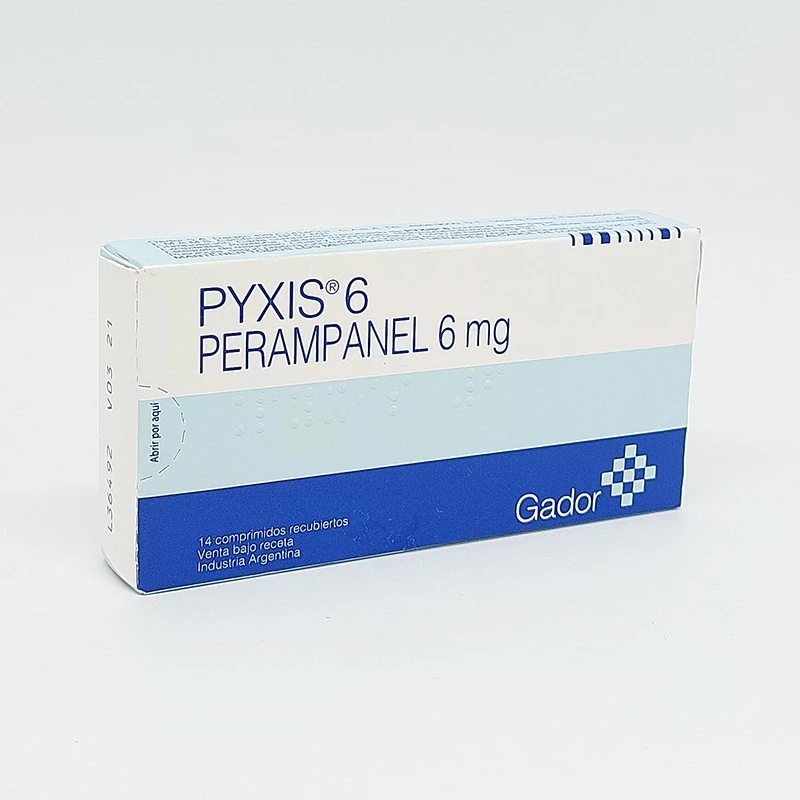 PYXIS® 6
PERAMPANEL 6 mg
Abrir por aquí
L36492 V03 21
14 comprimidos recubiertos
Venta bajo receta
Industria Argentina
Gador